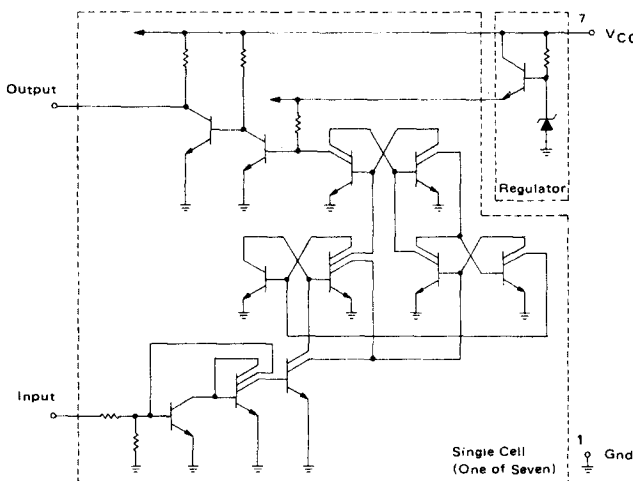 7
VCC
Output
Regulator
Input
1
Gnd
Single Cell
(One of Seven)